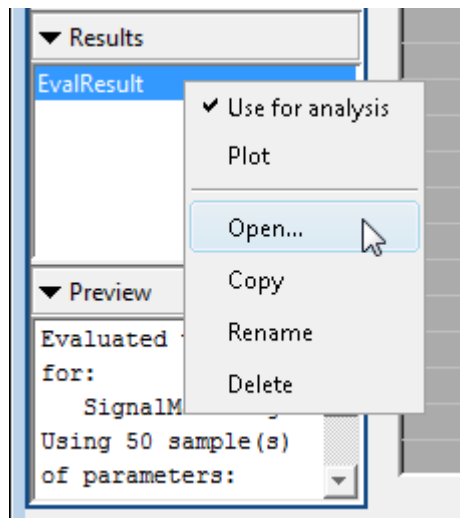 Results
EvalResult
Use for analysis
Plot
Open...
Copy
Rename
Delete
Preview
Evaluated
for:
SignalM
Using 50 sample(s)
of parameters: